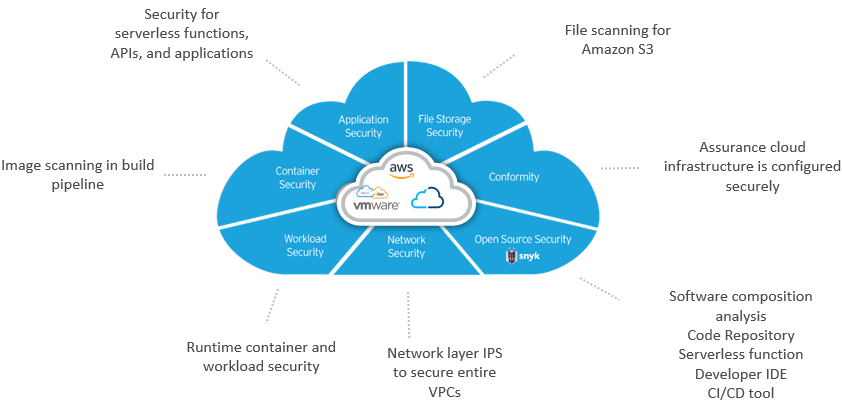 Security for
serverless functions,
APIs, and applications
File scanning for
Amazon S3
Image scanning in build
pipeline
Assurance cloud
infrastructure is configured
securely
Application
Security
File Storage
Security
Container
Security
Conformity
aws
vmware
Workload
Security
Network
Security
Open Source Security
snyk
Runtime container and
workload security
Network layer IPS
to secure entire
VPCs
Software composition
analysis
Code Repository
Serverless function
Developer IDE
CI/CD tool